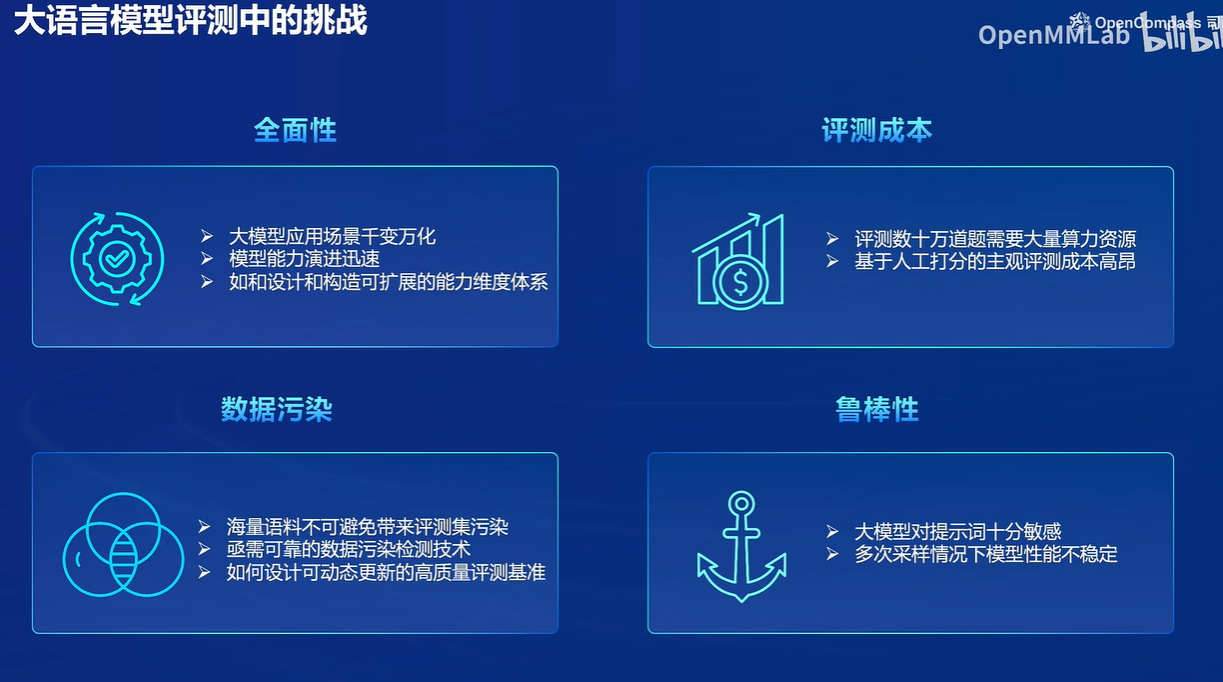 大语言模型评测中的挑战
OpenCompass 司
OpenMMLab
bilibili
全面性
大模型应用场景千变万化
模型能力演进迅速
如和设计和构造可扩展的能力维度体系
评测成本
评测数十万道题需要大量算力资源
基于人工打分的主观评测成本高昂
$
数据污染
海量语料不可避免带来评测集污染
亟需可靠的数据污染检测技术
如何设计可动态更新的高质量评测基准
鲁棒性
大模型对提示词十分敏感
多次采样情况下模型性能不稳定